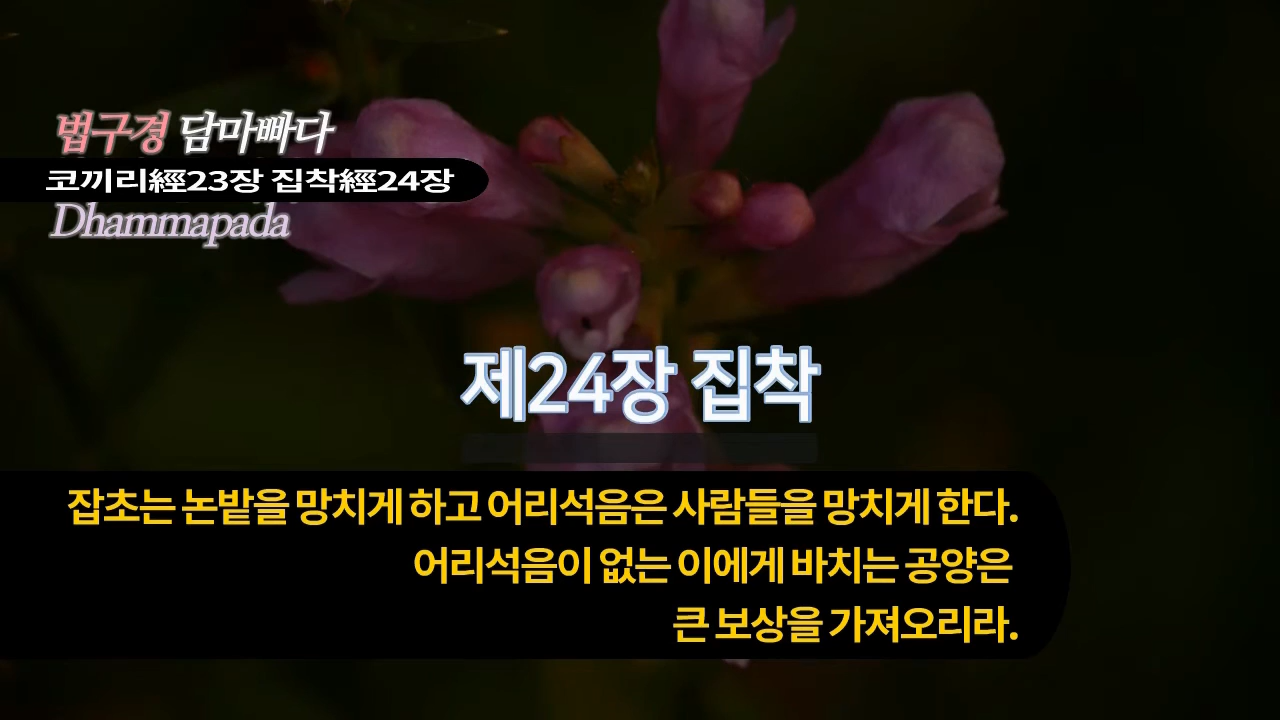 법구경 담마빠다
코끼리經23장 집착經24장
Dhammapada
제24장 집착
잡초는 논밭을 망치게 하고 어리석음은 사람들을 망치게 한다.
어리석음이 없는 이에게 바치는 공양은
큰 보상을 가져오리라.